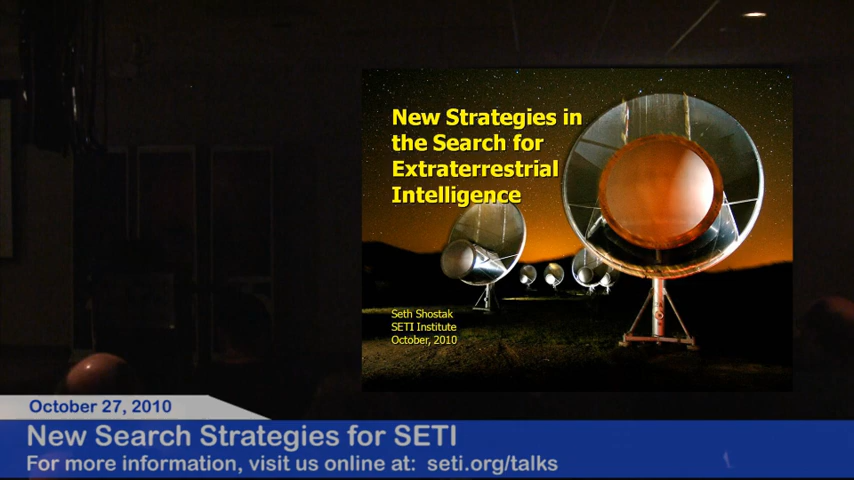 New Strategies in
the Search for
Extraterrestrial
Intelligence
Seth Shostak
SETI Institute
October, 2010
October 27, 2010
New Search Strategies for SETI
For more information, visit us online at: seti.org/talks